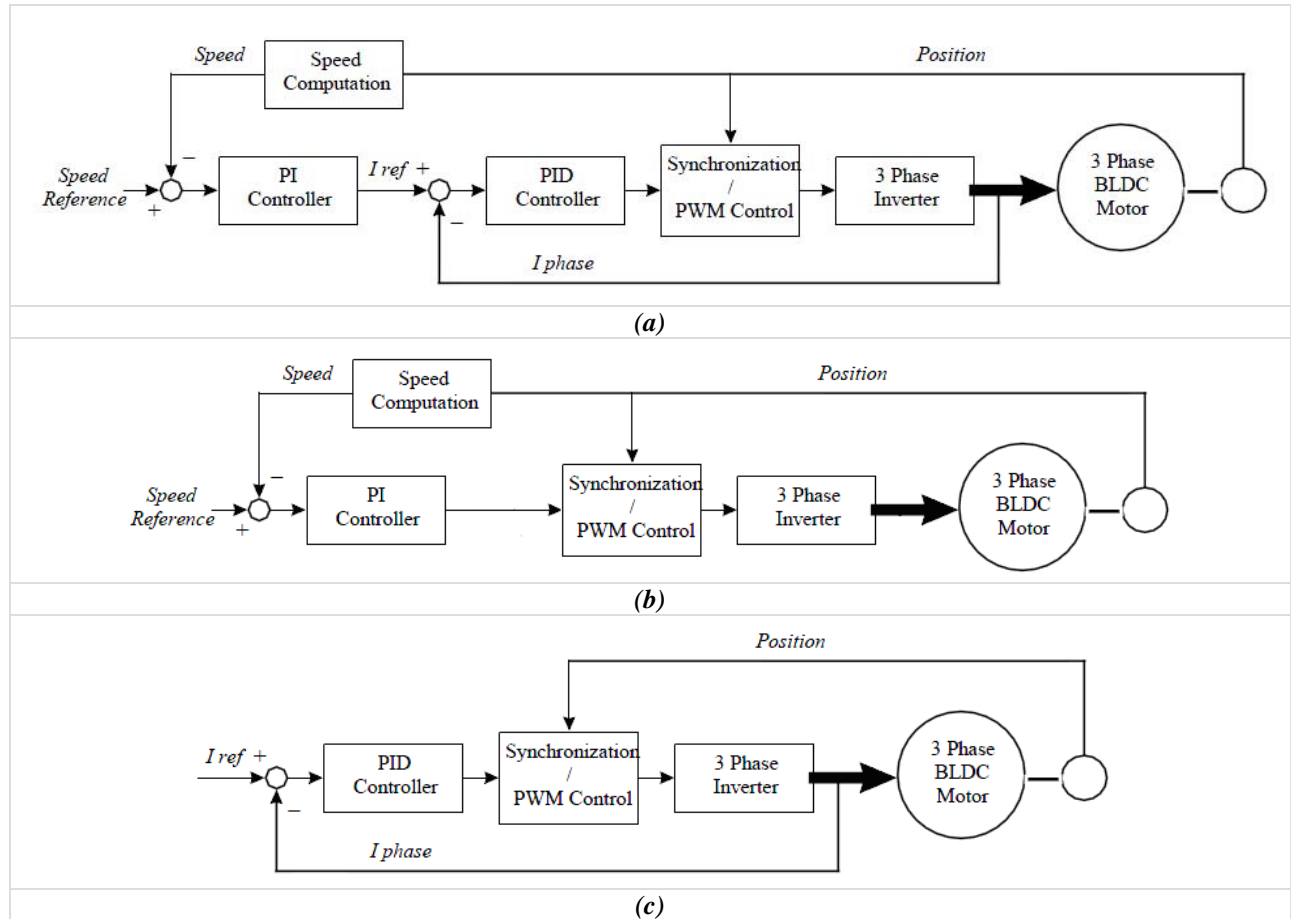 Speed
Speed
Computation
Position
Speed
Reference
+
−
PI
Controller
I ref +
−
PID
Controller
Synchronization
/
PWM Control
3 Phase
Inverter
3 Phase
BLDC
Motor
I phase
(a)
Speed
Speed
Computation
Position
Speed
Reference
+
−
PI
Controller
Synchronization
/
PWM Control
3 Phase
Inverter
3 Phase
BLDC
Motor
(b)
Position
I ref +
−
PID
Controller
Synchronization
/
PWM Control
3 Phase
Inverter
3 Phase
BLDC
Motor
I phase
(c)